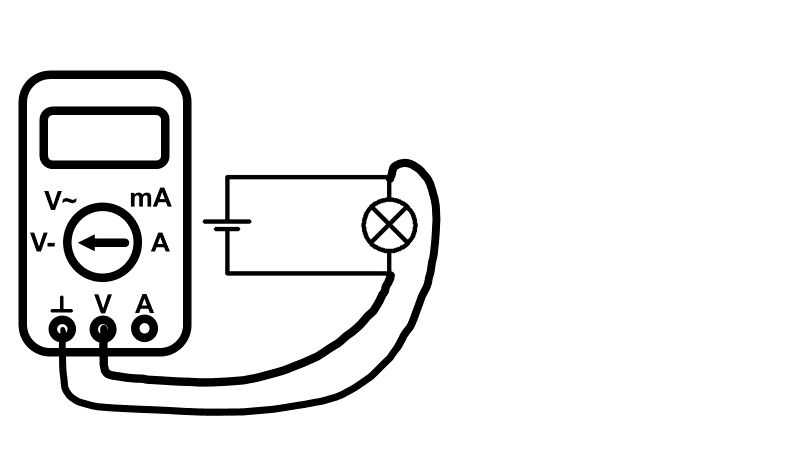 V~ mA
V- A
⊥ V A